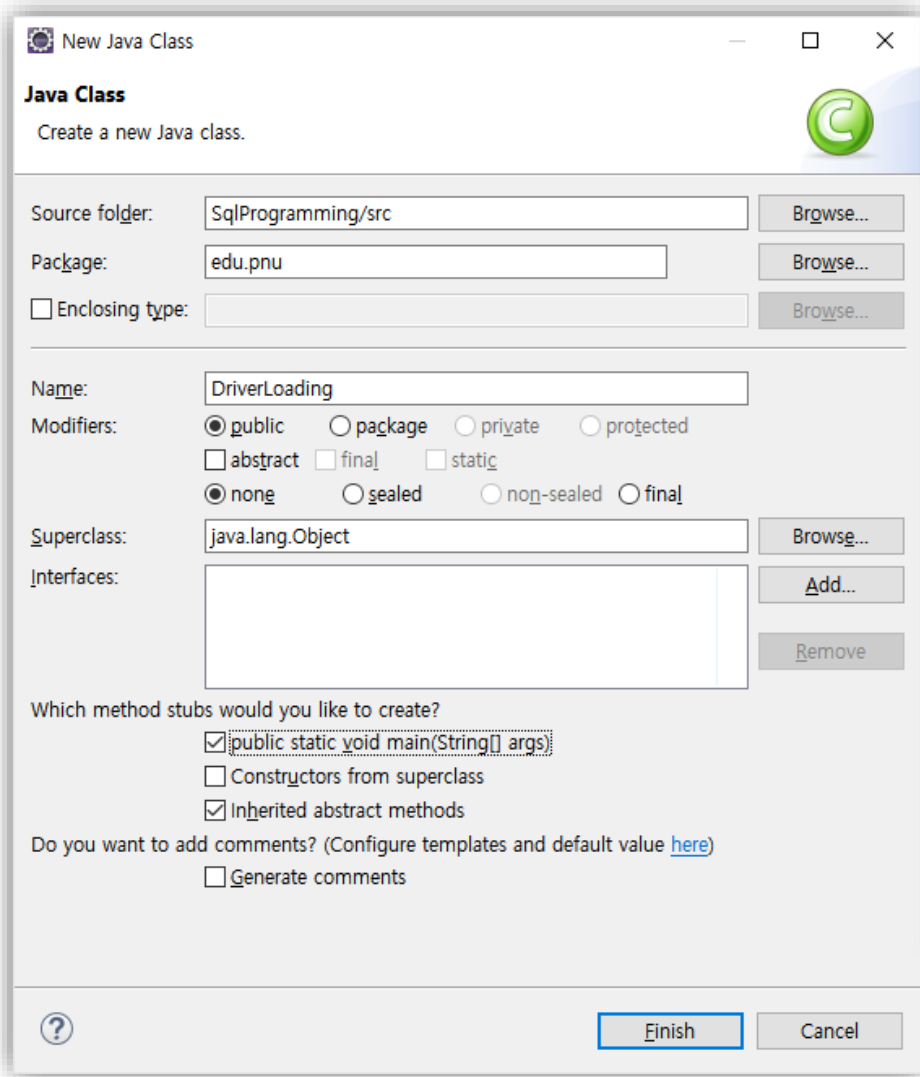 New Java Class
Java Class
Create a new Java class.
Source folder: SqlProgramming/src Browse...
Package: edu.pnu Browse...
Enclosing type: Browse...
Name: DriverLoading
Modifiers: public package private protected
abstract final static
none sealed non-sealed final
Superclass: java.lang.Object Browse...
Interfaces: Add...
Remove
Which method stubs would you like to create?
public static void main(String[] args)
Constructors from superclass
Inherited abstract methods
Do you want to add comments? (Configure templates and default value here)
Generate comments
? Finish Cancel